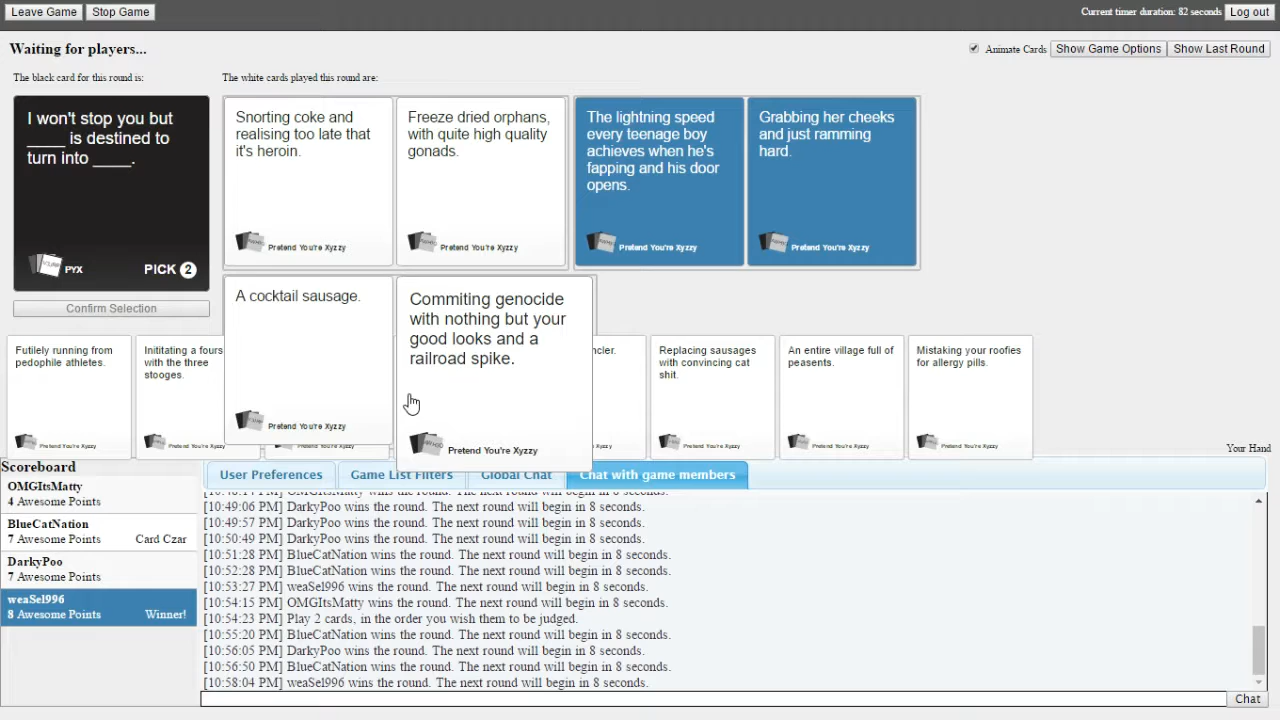 Leave Game Stop Game Current timer duration: 82 seconds Log out
Waiting for players...
Animate Cards Show Game Options Show Last Round
The black card for this round is: The white cards played this round are:
I won't stop you but
____ is destined to
turn into ____.
PYX PICK 2
Snorting coke and
realising too late that
it's heroin.
Pretend You're Xyzzy
Freeze dried orphans,
with quite high quality
gonads.
Pretend You're Xyzzy
The lightning speed
every teenage boy
achieves when he's
fapping and his door
opens.
Pretend You're Xyzzy
Grabbing her cheeks
and just ramming
hard.
Pretend You're Xyzzy
Confirm Selection
A cocktail sausage.
Pretend You're Xyzzy
Commiting genocide
with nothing but your
good looks and a
railroad spike.
Pretend You're Xyzzy
Futilely running from
pedophile athletes.
Pretend You're Xyzzy
Inititating a fours
with the three
stooges.
Replacing sausages
with convincing cat
shit.
Pretend You're Xyzzy
An entire village full of
peasents.
Pretend You're Xyzzy
Mistaking your roofies
for allergy pills.
Pretend You're Xyzzy
Your Hand
Scoreboard
OMGItsMatty
4 Awesome Points
BlueCatNation
7 Awesome Points Card Czar
DarkyPoo
7 Awesome Points
weaSel996
8 Awesome Points Winner!
User Preferences Game List Filters Global Chat Chat with game members
[10:49:06 PM] DarkyPoo wins the round. The next round will begin in 8 seconds.
[10:49:57 PM] DarkyPoo wins the round. The next round will begin in 8 seconds.
[10:50:49 PM] DarkyPoo wins the round. The next round will begin in 8 seconds.
[10:51:28 PM] BlueCatNation wins the round. The next round will begin in 8 seconds.
[10:52:28 PM] BlueCatNation wins the round. The next round will begin in 8 seconds.
[10:53:27 PM] weaSel996 wins the round. The next round will begin in 8 seconds.
[10:54:15 PM] OMGItsMatty wins the round. The next round will begin in 8 seconds.
[10:54:23 PM] Play 2 cards, in the order you wish them to be judged.
[10:55:20 PM] BlueCatNation wins the round. The next round will begin in 8 seconds.
[10:56:05 PM] DarkyPoo wins the round. The next round will begin in 8 seconds.
[10:56:50 PM] BlueCatNation wins the round. The next round will begin in 8 seconds.
[10:58:04 PM] weaSel996 wins the round. The next round will begin in 8 seconds.
Chat